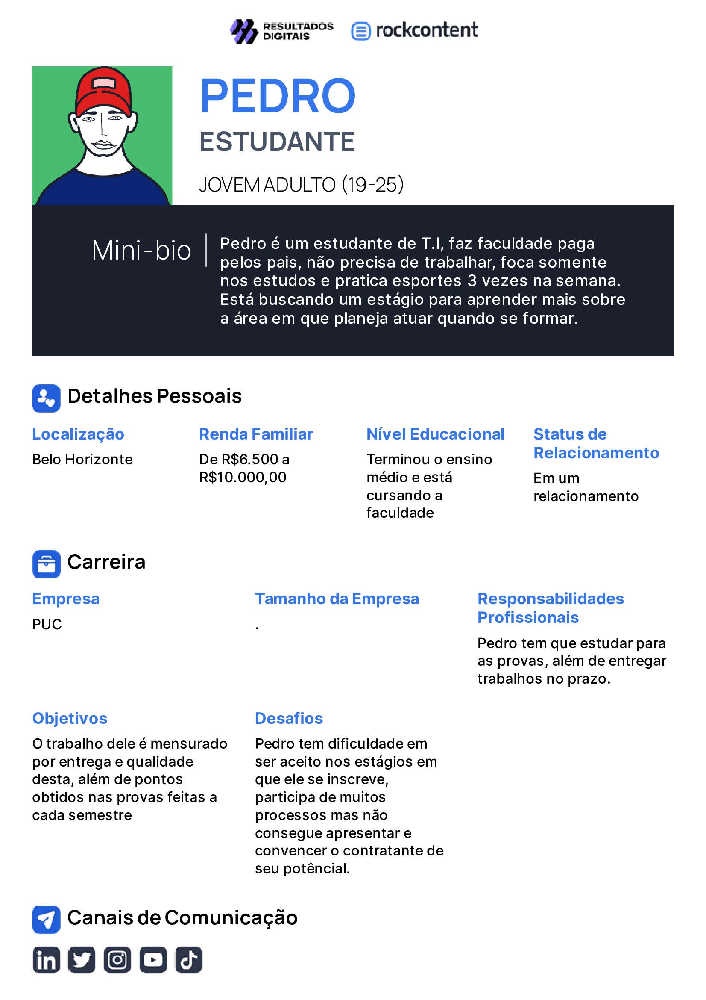 RESULTADOS
DIGITAIS
rockcontent
PEDRO
ESTUDANTE
JOVEM ADULTO (19-25)
Mini-bio
Pedro é um estudante de T.I, faz faculdade paga
pelos pais, não precisa de trabalhar, foca somente
nos estudos e pratica esportes 3 vezes na semana.
Está buscando um estágio para aprender mais sobre
a área em que planeja atuar quando se formar.
Detalhes Pessoais
Localização
Belo Horizonte
Renda Familiar
De R$6.500 a
R$10.000,00
Nível Educacional
Terminou o ensino
médio e está
cursando a
faculdade
Status de
Relacionamento
Em um
relacionamento
Carreira
Empresa
PUC
Tamanho da Empresa
.
Responsabilidades
Profissionais
Pedro tem que estudar para
as provas, além de entregar
trabalhos no prazo.
Objetivos
O trabalho dele é mensurado
por entrega e qualidade
desta, além de pontos
obtidos nas provas feitas a
cada semestre
Desafios
Pedro tem dificuldade em
ser aceito nos estágios em
que ele se inscreve,
participa de muitos
processos mas não
consegue apresentar e
convencer o contratante de
seu potêncial.
Canais de Comunicação
in